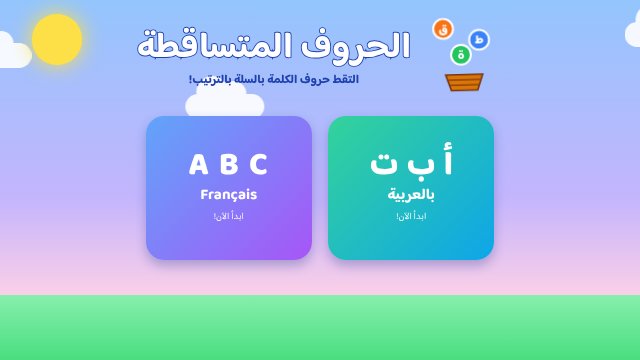 الحروف المتساقطة
ق
ط
ة
التقط حروف الكلمة بالسلة بالترتيب!
أ ب ت
بالعربية
ابدأ الآن!
A B C
Français
ابدأ الآن!